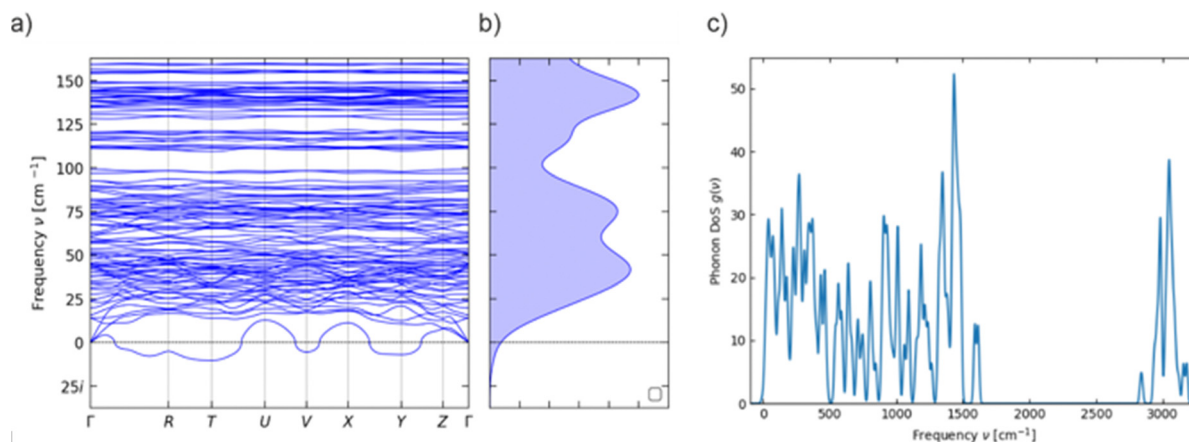 a)
b)
c)
Frequency ν [cm⁻¹]
150
125
100
75
50
25
0
25i
Γ R T U V X Y Z Γ
Phonon DoS g(ν)
50
40
30
20
10
0
0 500 1000 1500 2000 2500 3000
Frequency ν [cm⁻¹]